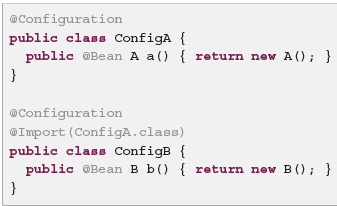 @Configuration
public class ConfigA {
  public @Bean A a() { return new A(); }
}

@Configuration
@Import(ConfigA.class)
public class ConfigB {
  public @Bean B b() { return new B(); }
}